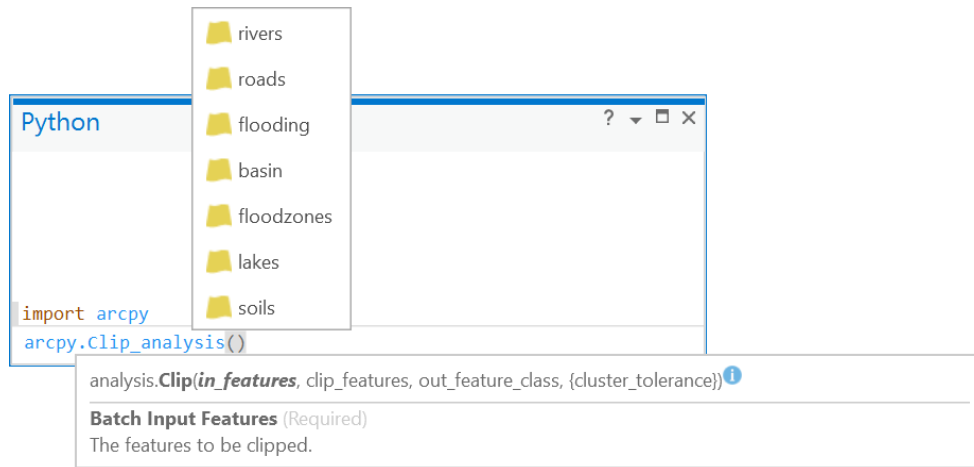 rivers
roads
flooding
basin
floodzones
lakes
soils
Python
?
import arcpy
arcpy.Clip_analysis()
analysis.Clip(in_features, clip_features, out_feature_class, {cluster_tolerance})
Batch Input Features (Required)
The features to be clipped.